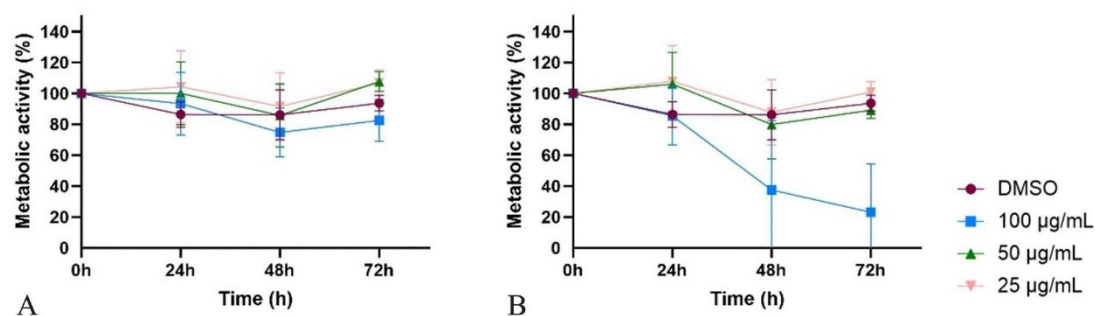 Metabolic activity (%)
140
120
100
80
60
40
20
0
0h 24h 48h 72h
Time (h)
A
Metabolic activity (%)
140
120
100
80
60
40
20
0
0h 24h 48h 72h
Time (h)
B
DMSO
100 µg/mL
50 µg/mL
25 µg/mL